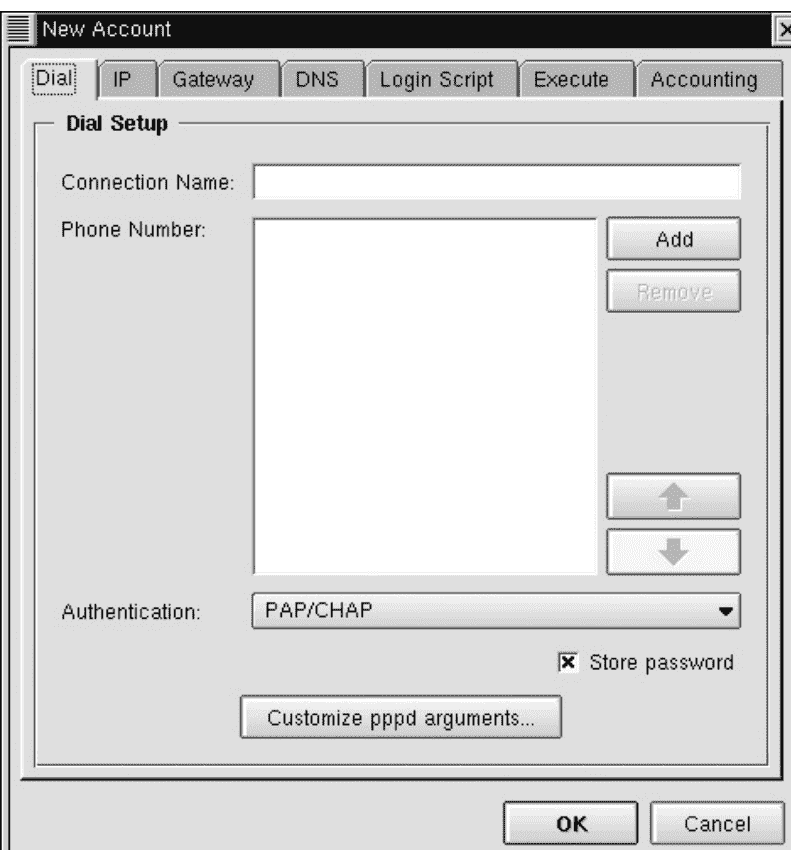 New Account
Dial IP Gateway DNS Login Script Execute Accounting
Dial Setup
Connection Name:
Phone Number:
Add
Remove
Authentication: PAP/CHAP
Store password
Customize pppd arguments...
OK Cancel